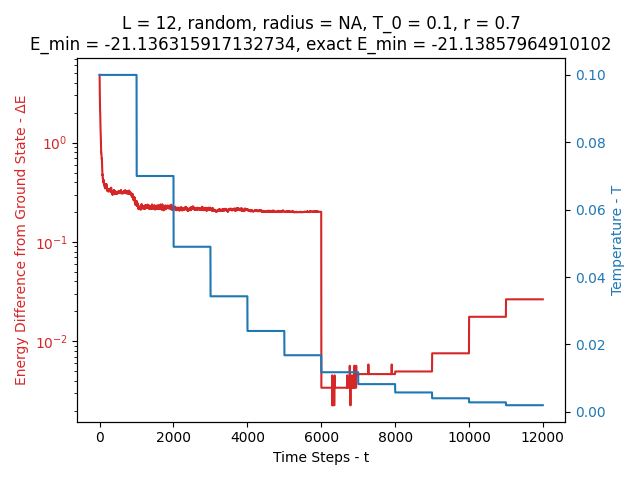 L = 12, random, radius = NA, T_0 = 0.1, r = 0.7
E_min = -21.136315917132734, exact E_min = -21.13857964910102
Energy Difference from Ground State - ΔE
10⁰
10⁻¹
10⁻²
0.10
0.08
0.06
0.04
0.02
0.00
Temperature - T
0 2000 4000 6000 8000 10000 12000
Time Steps - t